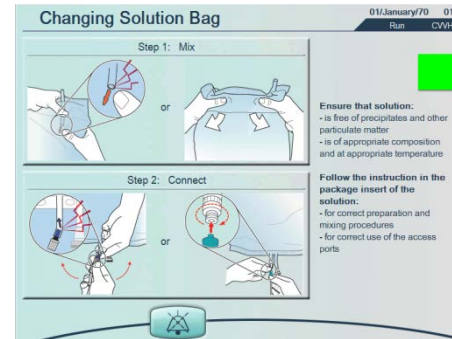 Changing Solution Bag
01/January/70 01
Run CVVH
Step 1: Mix
or
Ensure that solution:
- is free of precipitates and other
particulate matter
- is of appropriate composition
and at appropriate temperature
Step 2: Connect
or
Follow the instruction in the
package insert of the
solution:
- for correct preparation and
mixing procedures
- for correct use of the access
ports